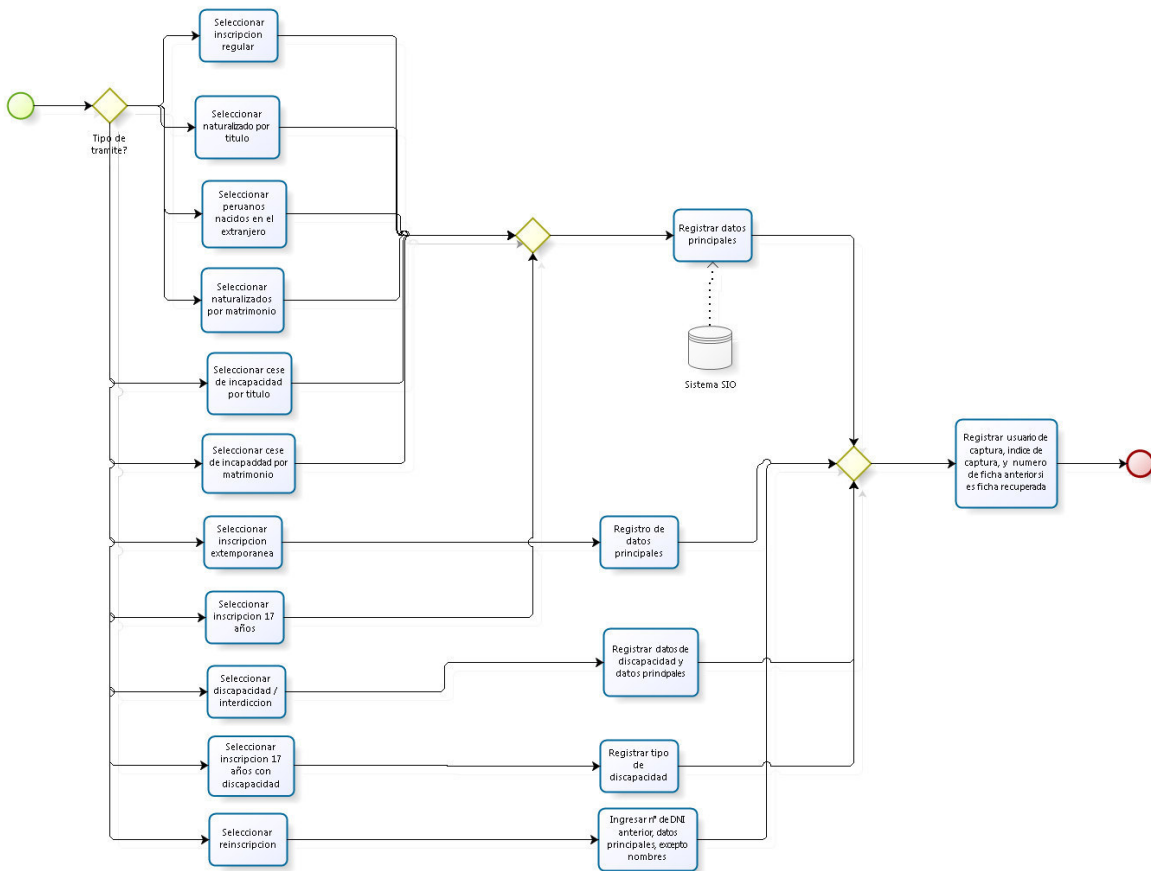 Seleccionar
inscripcion
regular
Tipo de
tramite?
Seleccionar
naturalizado por
titulo
Seleccionar
peruanos
nacidos en el
extranjero
Seleccionar
naturalizados
por matrimonio
Seleccionar cese
de incapacidad
por titulo
Seleccionar cese
de incapaddad por
matrimonio
Seleccionar
inscripcion
extemporanea
Seleccionar
inscripcion 17
años
Seleccionar
discapacidad /
interdiccion
Seleccionar
inscripcion 17
años con
discapacidad
Seleccionar
reinscripcion
Registrar datos
principales
Sistema SIO
Registro de
datos
principales
Registrar datos de
discapacidad y
datos principales
Registrar tipo
de
discapacidad
Ingresar n° de DNI
anterior, datos
principales, excepto
nombres
Registrar usuario de
captura, indice de
captura, y numero
de ficha anterior si
es ficha recuperada